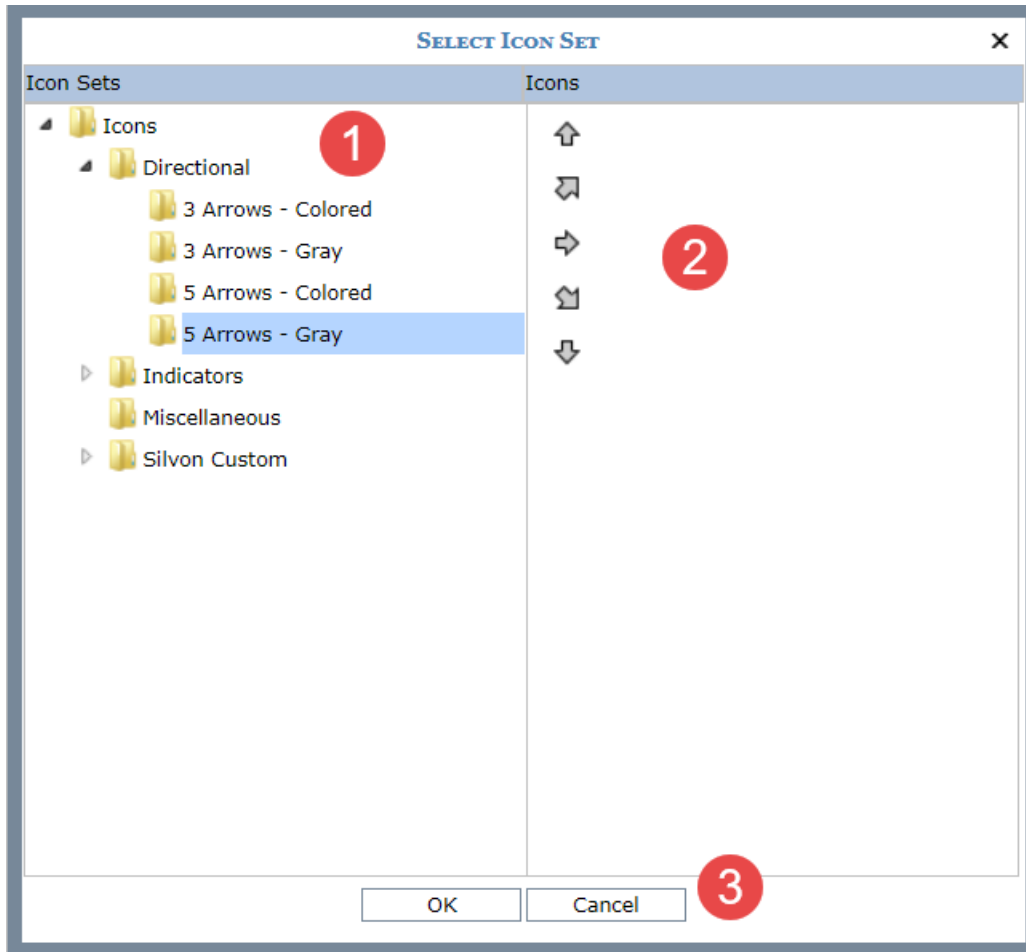 Select Icon Set
Icon Sets
Icons
Icons
1
Directional
3 Arrows - Colored
3 Arrows - Gray
2
5 Arrows - Colored
5 Arrows - Gray
Indicators
Miscellaneous
Silvon Custom
3
OK
Cancel